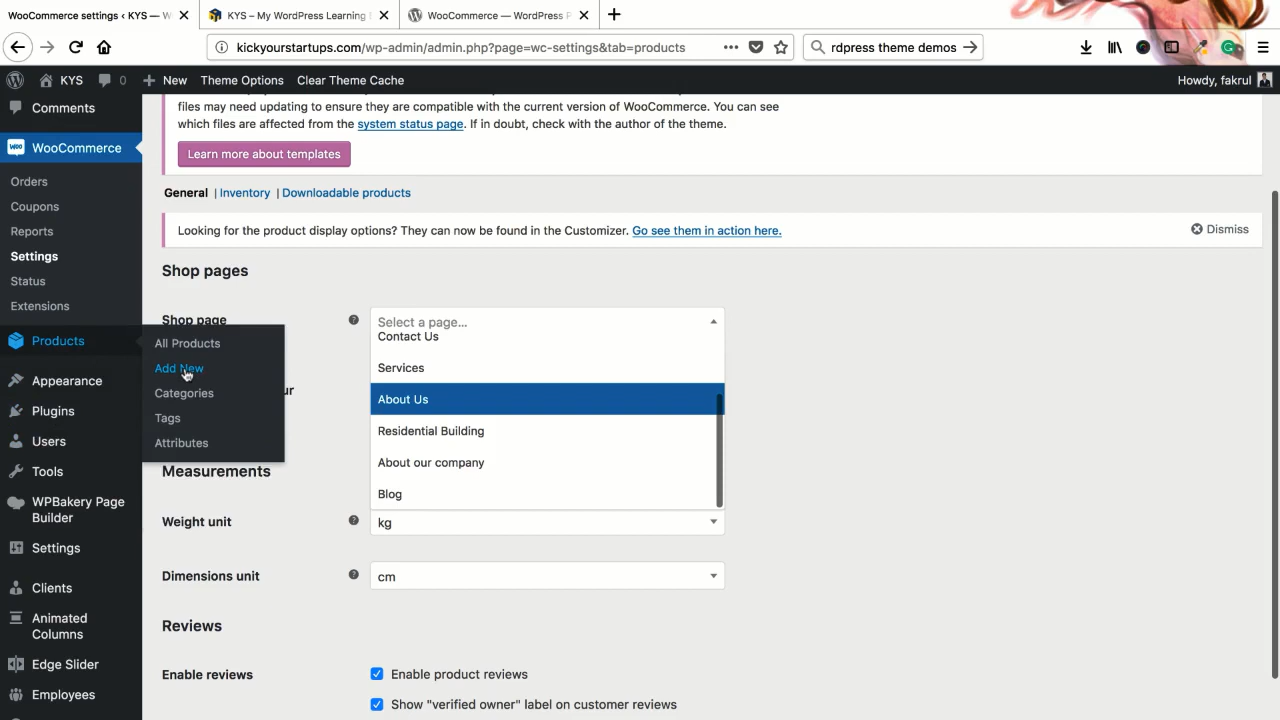 WooCommerce settings ‹ KYS — W
KYS – My WordPress Learning
WooCommerce — WordPress P
kickyourstartups.com/wp-admin/admin.php?page=wc-settings&tab=products
rdpress theme demos
KYS
0
New
Theme Options
Clear Theme Cache
Howdy, fakrul
Comments
WooCommerce
Orders
Coupons
Reports
Settings
Status
Extensions
Products
Appearance
Plugins
Users
Tools
WPBakery Page
Builder
Settings
Clients
Animated
Columns
Edge Slider
Employees
All Products
Add New
Categories
Tags
Attributes
files may need updating to ensure they are compatible with the current version of WooCommerce. You can see
which files are affected from the system status page. If in doubt, check with the author of the theme.
Learn more about templates
General | Inventory | Downloadable products
Looking for the product display options? They can now be found in the Customizer. Go see them in action here.
Dismiss
Shop pages
Shop page
Select a page...
Contact Us
Services
About Us
Residential Building
About our company
Blog
ur
Measurements
Weight unit
kg
Dimensions unit
cm
Reviews
Enable reviews
Enable product reviews
Show "verified owner" label on customer reviews